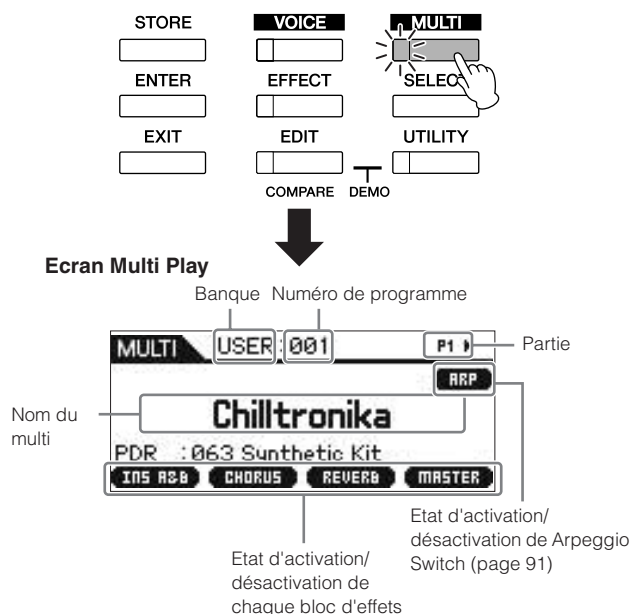 STORE VOICE MULTI
ENTER EFFECT SELECT
EXIT EDIT UTILITY
COMPARE DEMO
Ecran Multi Play
Banque Numéro de programme
MULTI USER : 001 P1 Partie
ARP
Nom du
multi
Chilltronika
PDR :063 Synthetic Kit
INS A&B CHORUS REVERB MASTER
Etat d'activation/
désactivation de Arpeggio
Switch (page 91)
Etat d'activation/
désactivation de
chaque bloc d'effets